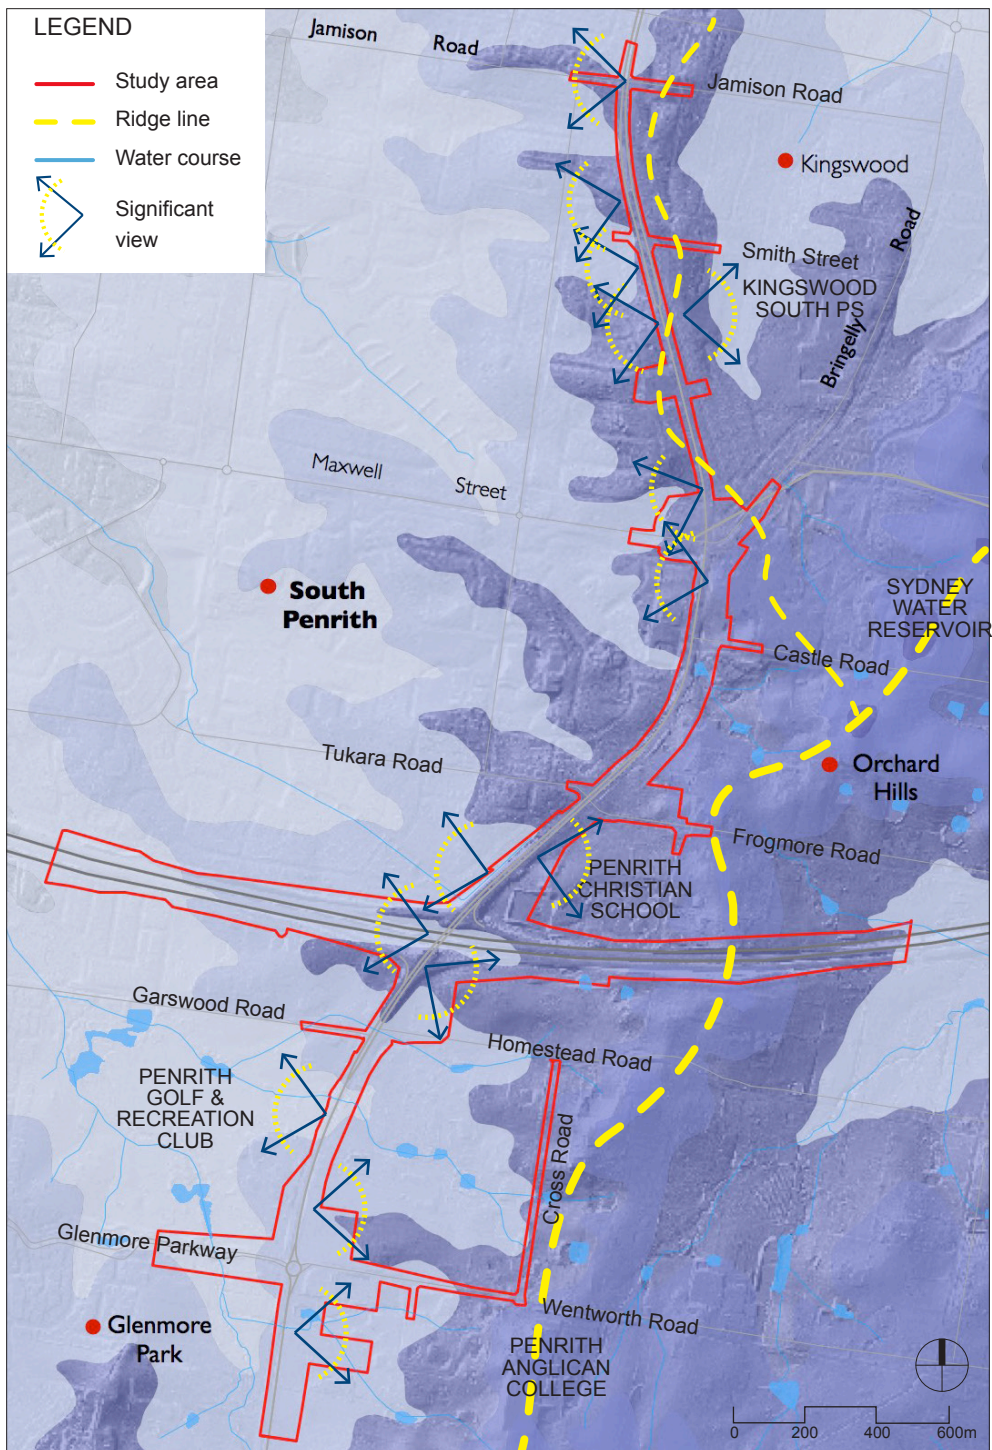 LEGEND
Study area
Ridge line
Water course
Significant
view
Jamison Road
Jamison Road
Kingswood
Smith Street
KINGSWOOD
SOUTH PS
Bringelly Road
Maxwell Street
South
Penrith
SYDNEY
WATER
RESERVOIR
Castle Road
Tukara Road
Orchard
Hills
Frogmore Road
PENRITH
CHRISTIAN
SCHOOL
Garswood Road
Homestead Road
PENRITH
GOLF &
RECREATION
CLUB
Cross Road
Glenmore Parkway
Wentworth Road
Glenmore
Park
PENRITH
ANGLICAN
COLLEGE
0 200 400 600m